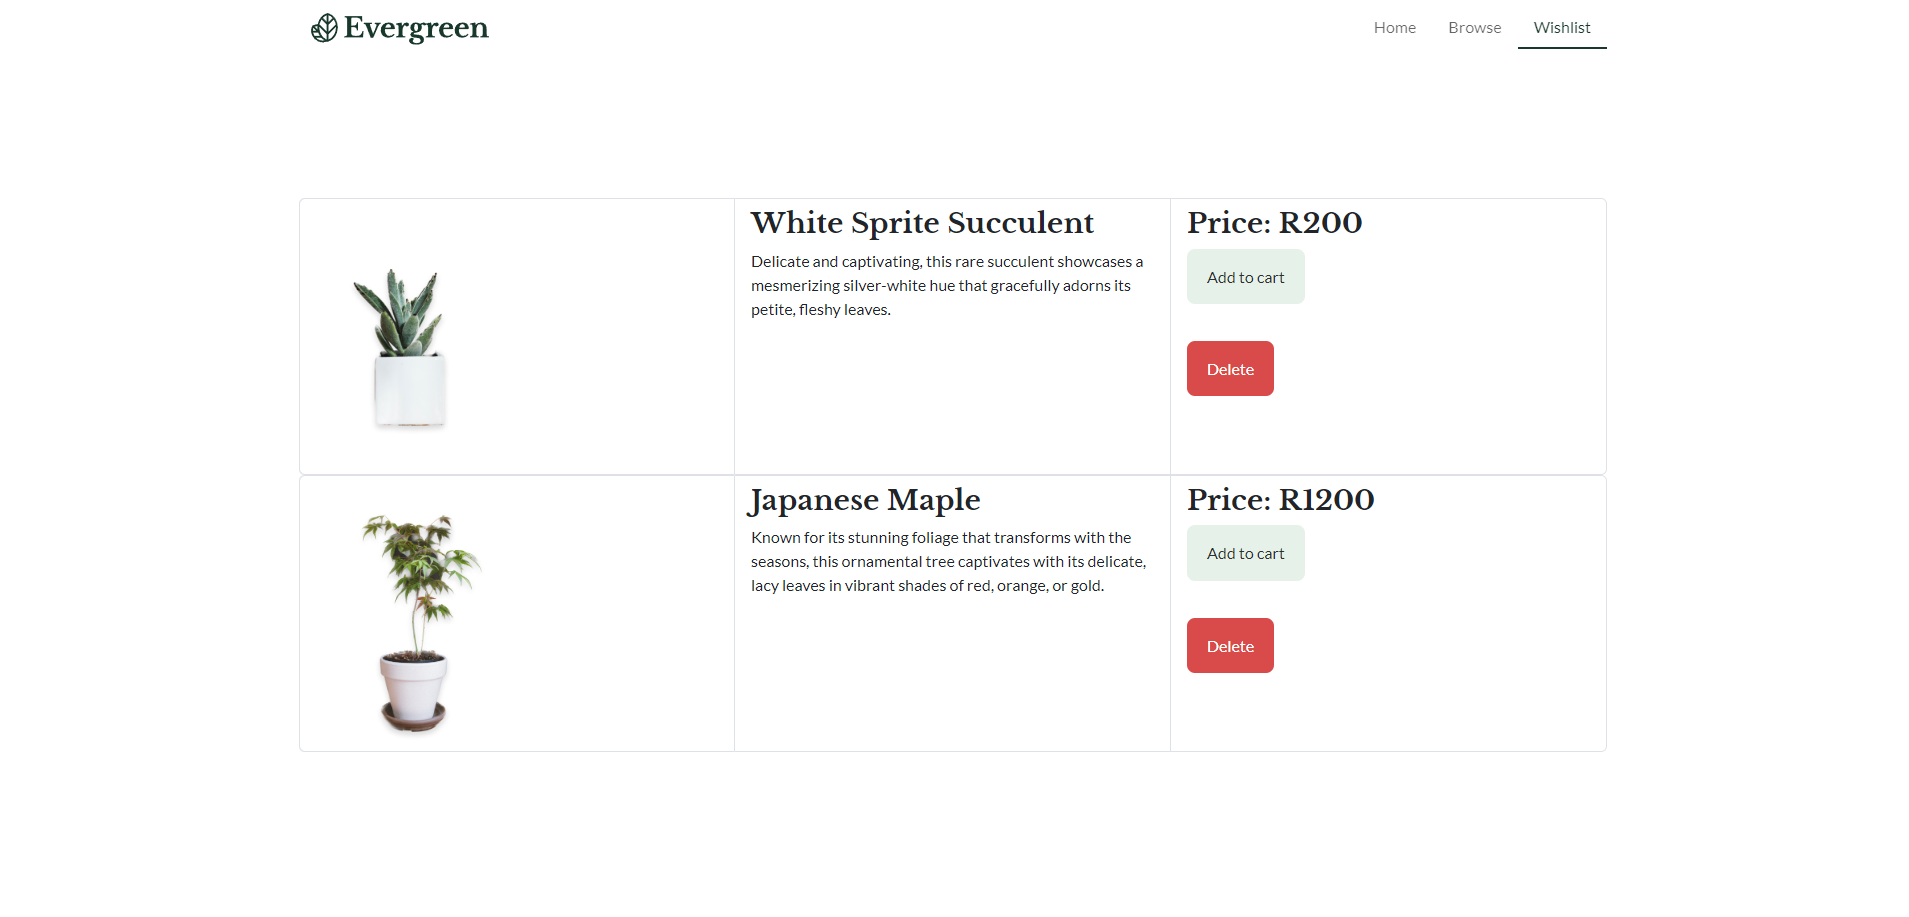 Evergreen
Home
Browse
Wishlist
White Sprite Succulent
Delicate and captivating, this rare succulent showcases a
mesmerizing silver-white hue that gracefully adorns its
petite, fleshy leaves.
Price: R200
Add to cart
Delete
Japanese Maple
Known for its stunning foliage that transforms with the
seasons, this ornamental tree captivates with its delicate,
lacy leaves in vibrant shades of red, orange, or gold.
Price: R1200
Add to cart
Delete